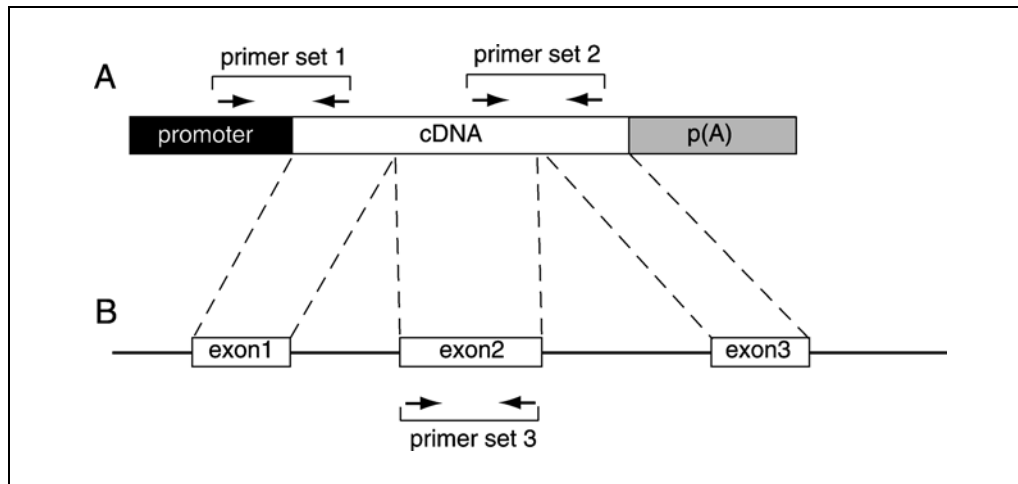 primer set 1
primer set 2
A
promoter
cDNA
p(A)
B
exon1
exon2
exon3
primer set 3